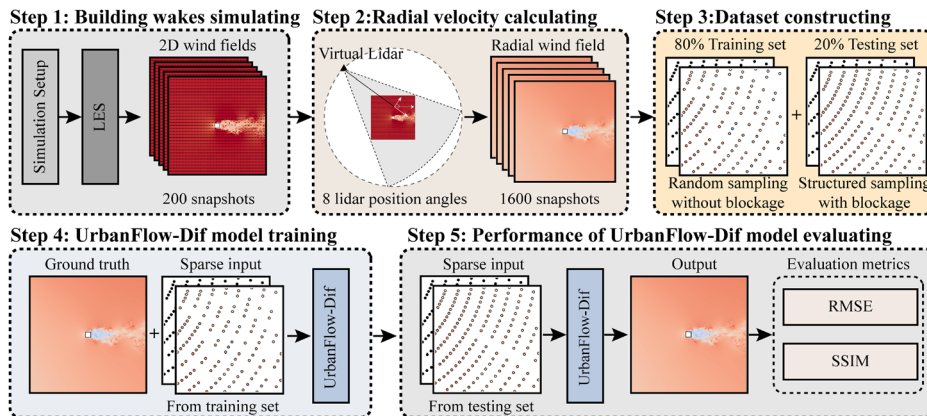 Step 1: Building wakes simulating
Simulation Setup
LES
2D wind fields
200 snapshots
Step 2:Radial velocity calculating
Virtual Lidar
8 lidar position angles
Radial wind field
1600 snapshots
Step 3:Dataset constructing
80% Training set
Random sampling
without blockage
+
20% Testing set
Structured sampling
with blockage
Step 4: UrbanFlow-Dif model training
Ground truth
+
Sparse input
From training set
UrbanFlow-Dif
Step 5: Performance of UrbanFlow-Dif model evaluating
Sparse input
From testing set
UrbanFlow-Dif
Output
Evaluation metrics
RMSE
SSIM